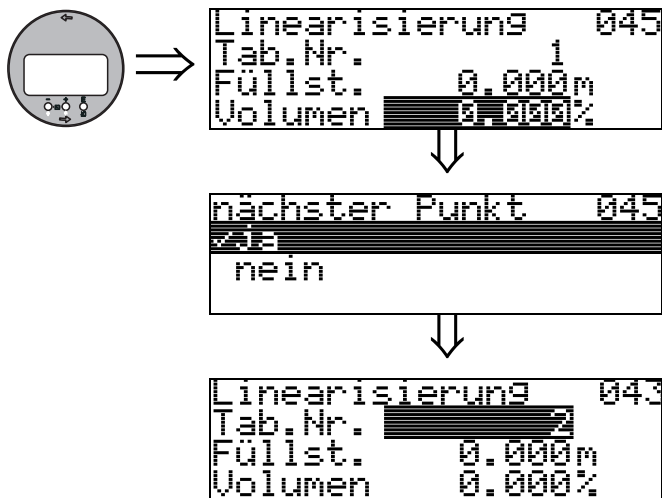 Linearisierung 045
Tab.Nr. 1
Füllst. 0.000m
Volumen 0.000%
nächster Punkt 045
✓ja
nein
Linearisierung 043
Tab.Nr. 2
Füllst. 0.000m
Volumen 0.000%